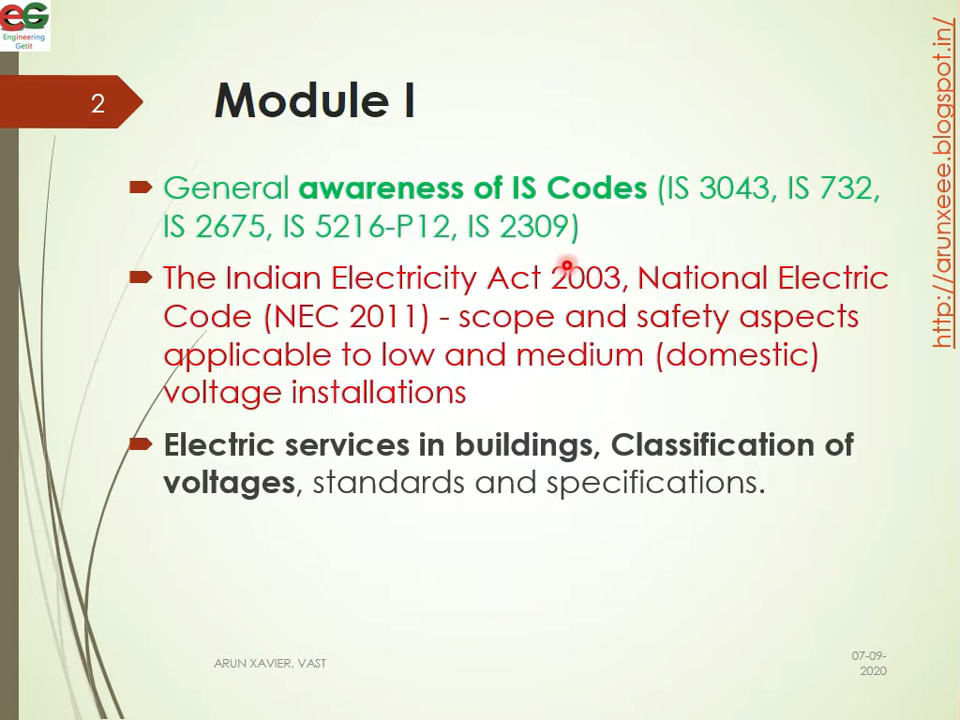 EG
Engineering
Getit
http://arunxeee.blogspot.in/
2
Module I
General awareness of IS Codes (IS 3043, IS 732,
IS 2675, IS 5216-P12, IS 2309)
The Indian Electricity Act 2003, National Electric
Code (NEC 2011) - scope and safety aspects
applicable to low and medium (domestic)
voltage installations
Electric services in buildings, Classification of
voltages, standards and specifications.
ARUN XAVIER, VAST
07-09-
2020